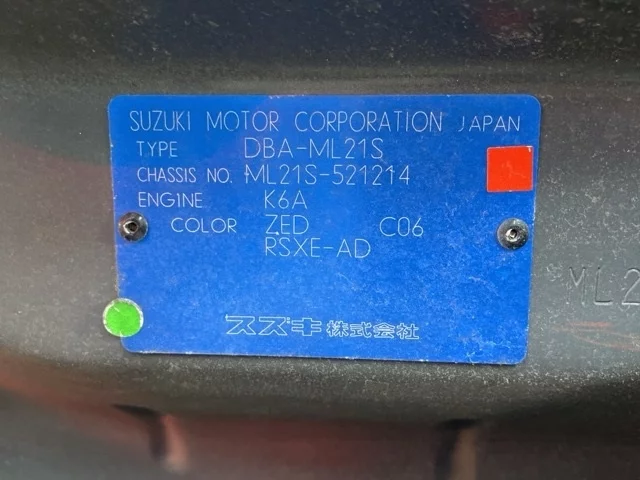 SUZUKI MOTOR CORPORATION JAPAN
TYPE DBA-ML21S
CHASSIS NO. ML21S-521214
ENGINE K6A
COLOR ZED C06
RSXE-AD
スズキ株式会社
ML2